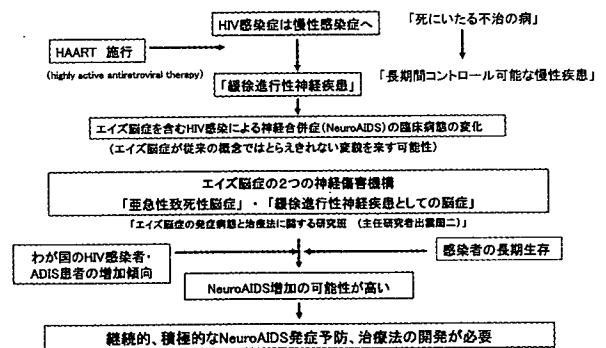 HIV感染症は慢性感染症へ
「死にいたる不治の病」
HAART 施行
(highly active antiretroviral therapy)
「緩徐進行性神経疾患」
「長期間コントロール可能な慢性疾患」
エイズ脳症を含むHIV感染による神経合併症(NeuroAIDS)の臨床病態の変化
(エイズ脳症が従来の概念ではとらえきれない変貌を来す可能性)
エイズ脳症の2つの神経傷害機構
「亜急性致死性脳症」・「緩徐進行性神経疾患としての脳症」
「エイズ脳症の発症病態と治療法に関する研究班 (主任研究者出雲周二)」
わが国のHIV感染者・
ADIS患者の増加傾向
感染者の長期生存
NeuroAIDS増加の可能性が高い
継続的、積極的なNeuroAIDS発症予防、治療法の開発が必要